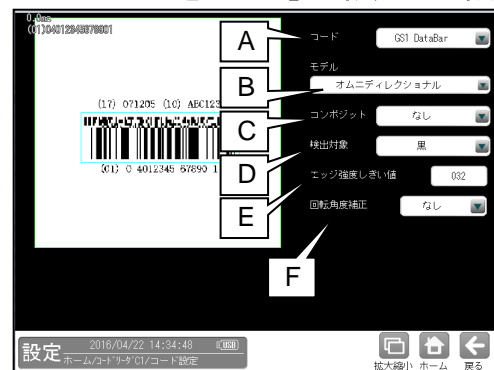 0.0ms
(01)04012345678901
(17) 071205 (10) ABC123
(01) 0 4012345 67890 1
A
B
C
D
E
F
コード
GS1 DataBar
モデル
オムニディレクショナル
コンポジット
なし
検出対象
黒
エッジ強度しきい値
032
回転角度補正
なし
設定
2016/04/22 14:34:48
USB
ホーム/コードリーダC1/コード設定
拡大縮小
ホーム
戻る